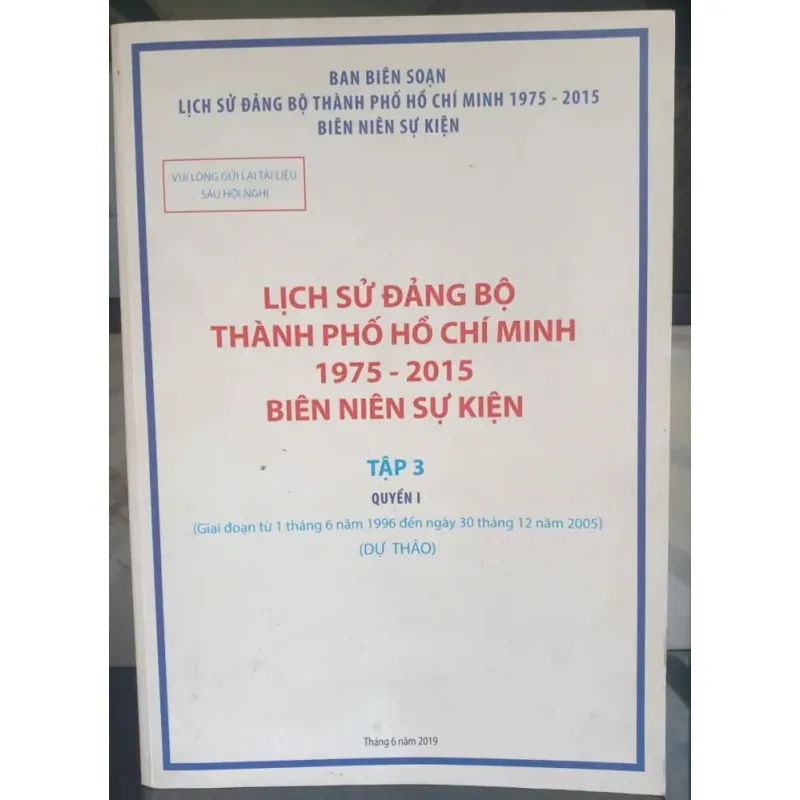 BAN BIÊN SOẠN
LỊCH SỬ ĐẢNG BỘ THÀNH PHỐ HỒ CHÍ MINH 1975 - 2015
BIÊN NIÊN SỰ KIỆN
VUI LÒNG GỬI LẠI TÀI LIỆU
SAU HỘI NGHỊ
LỊCH SỬ ĐẢNG BỘ
THÀNH PHỐ HỒ CHÍ MINH
1975 - 2015
BIÊN NIÊN SỰ KIỆN
TẬP 3
QUYỂN I
(Giai đoạn từ 1 tháng 6 năm 1996 đến ngày 30 tháng 12 năm 2005)
(DỰ THẢO)
Tháng 6 năm 2019